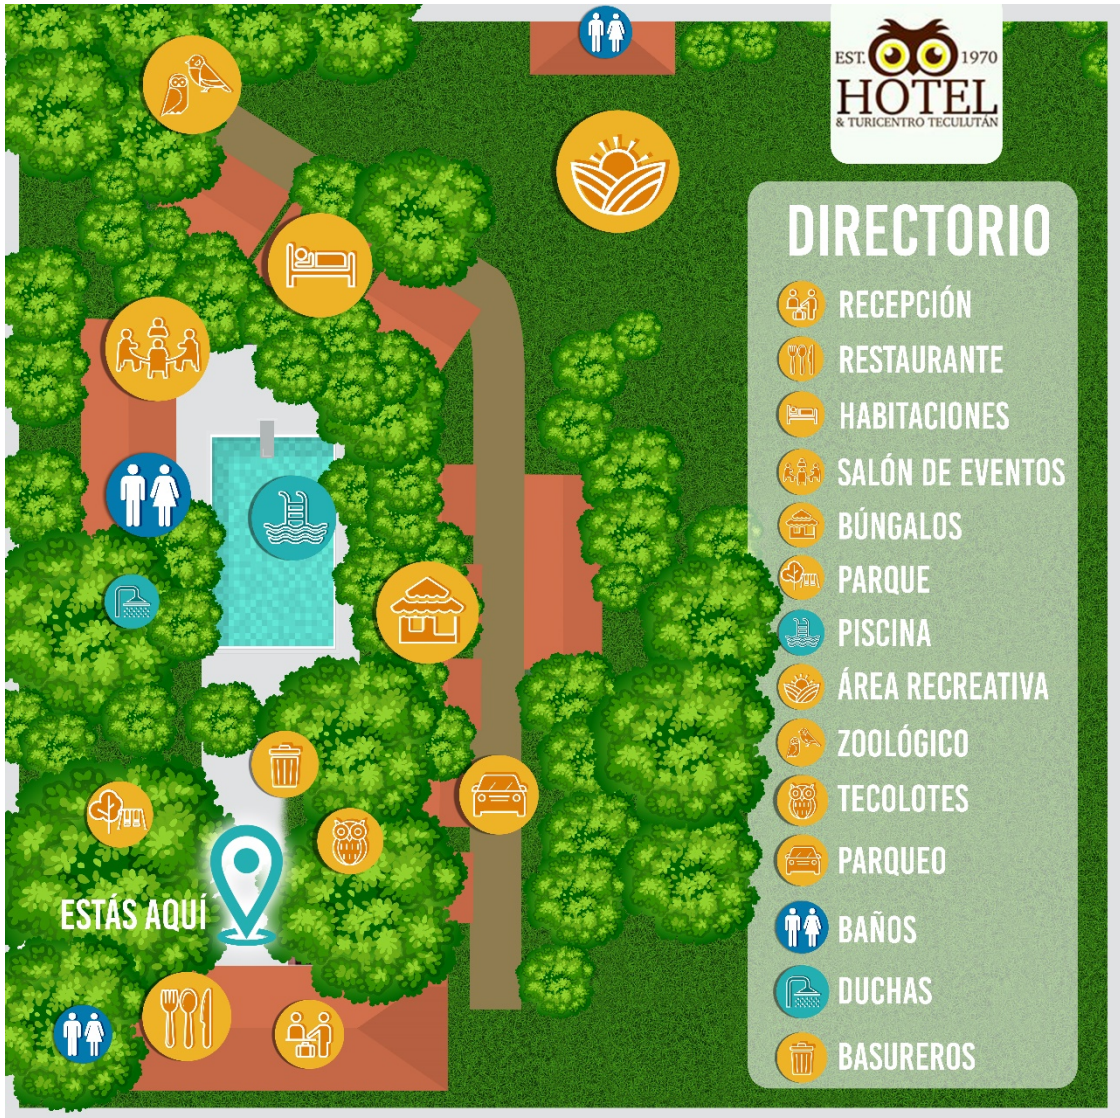 EST. 1970
HOTEL
& TURICENTRO TECULUTÁN
DIRECTORIO
RECEPCIÓN
RESTAURANTE
HABITACIONES
SALÓN DE EVENTOS
BÚNGALOS
PARQUE
PISCINA
ÁREA RECREATIVA
ZOOLÓGICO
TECOLOTES
PARQUEO
BAÑOS
DUCHAS
BASUREROS
ESTÁS AQUÍ